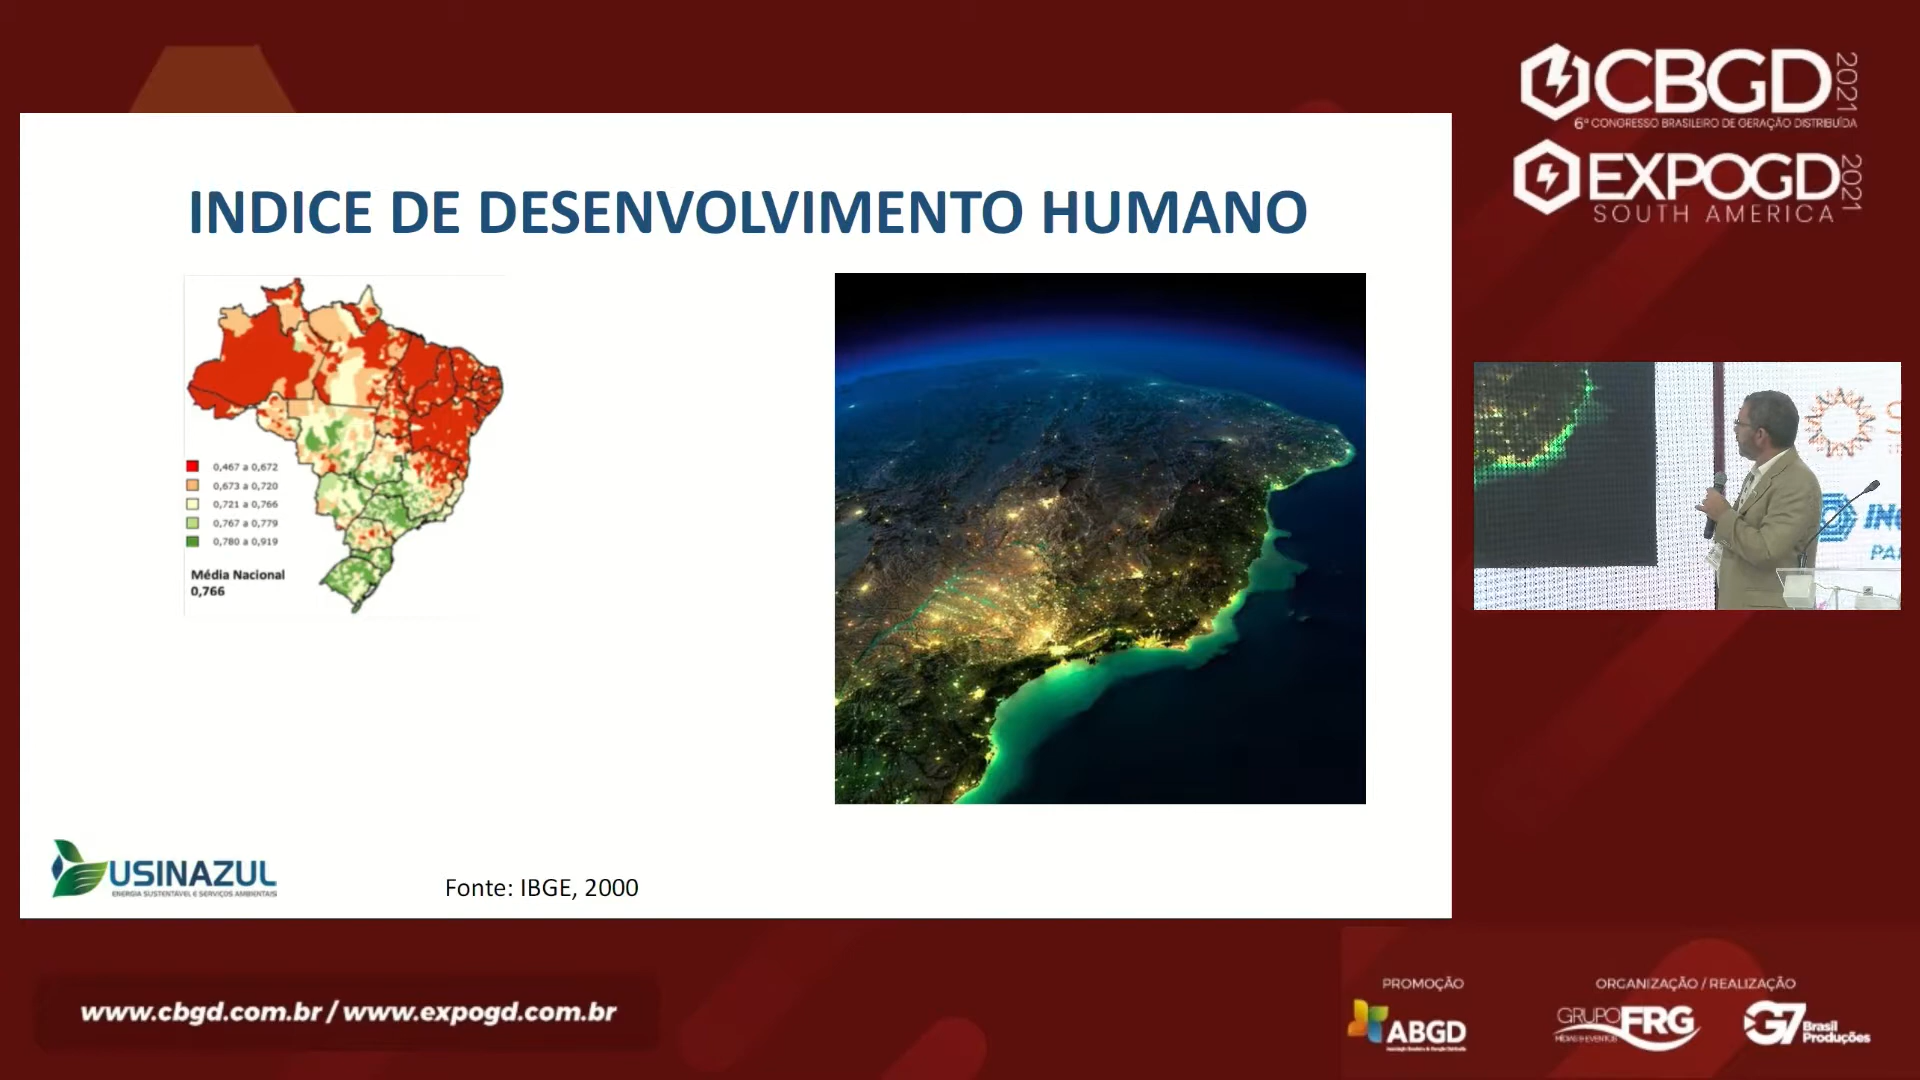 CBGD 2021
6º CONGRESSO BRASILEIRO DE GERAÇÃO DISTRIBUÍDA
EXPOGD 2021
SOUTH AMERICA
INDICE DE DESENVOLVIMENTO HUMANO
0,467 a 0,672
0,673 a 0,720
0,721 a 0,766
0,767 a 0,779
0,780 a 0,919
Média Nacional
0,766
USINAZUL
ENERGIA SUSTENTÁVEL E SERVIÇOS AMBIENTAIS
Fonte: IBGE, 2000
www.cbgd.com.br / www.expogd.com.br
PROMOÇÃO
ABGD
ORGANIZAÇÃO / REALIZAÇÃO
GRUPO FRG
MÍDIAS & EVENTOS
G7 Brasil
Produções